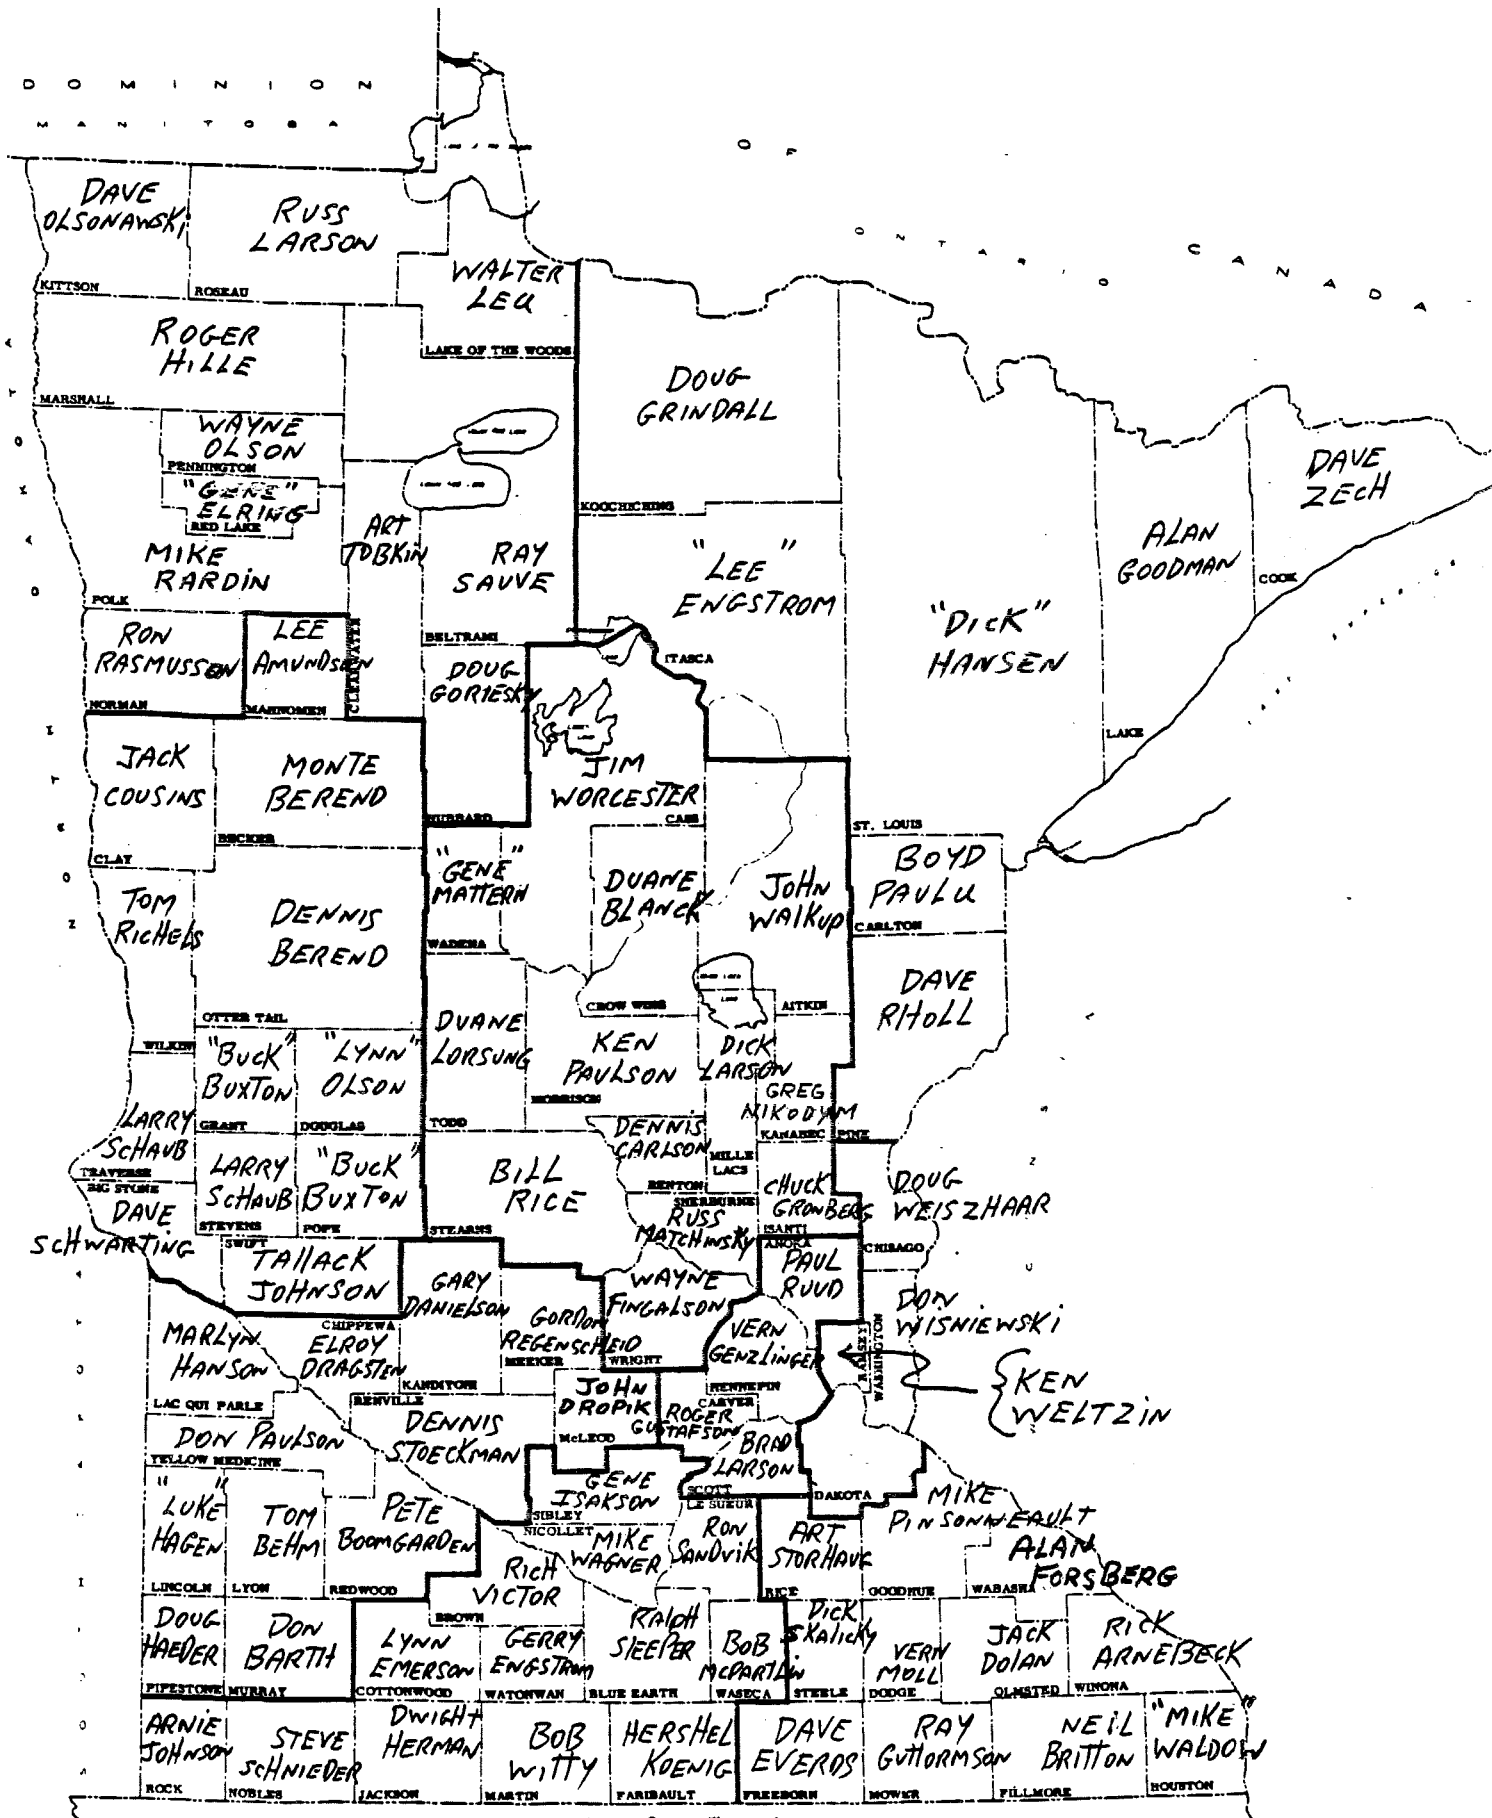 DOMINION
MANITOBA
OF
ONTARIO CANADA
DAVE
OLSONAWSKI
KITTSON
RUSS
LARSON
ROSEAU
WALTER
LEU
LAKE OF THE WOODS
ROGER
HILLE
MARSHALL
DOUG
GRINDALL
KOOCHICHING
WAYNE
OLSON
PENNINGTON
"GENE"
ELRING
RED LAKE
MIKE
RARDIN
POLK
ART
TOBKIN
CLEARWATER
RAY
SAUVE
BELTRAMI
"LEE"
ENGSTROM
ITASCA
"DICK"
HANSEN
ST. LOUIS
ALAN
GOODMAN
LAKE
DAVE
ZECH
COOK
RON
RASMUSSEN
NORMAN
LEE
AMUNDSEN
MAHNOMEN
DOUG
GORIESKY
HUBBARD
JACK
COUSINS
CLAY
MONTE
BEREND
BECKER
JIM
WORCESTER
CASS
"GENE"
MATTERN
WADENA
DUANE
BLANCK
CROW WING
JOHN
WALKUP
AITKIN
BOYD
PAULU
CARLTON
TOM
RICHELS
WILKIN
DENNIS
BEREND
OTTER TAIL
DAVE
RHOLL
PINE
"BUCK"
BUXTON
GRANT
"LYNN"
OLSON
DOUGLAS
DUANE
LORSUNG
TODD
KEN
PAULSON
MORRISON
DICK
LARSON
MILLE
LACS
GREG
NIKODYM
KANABEC
LARRY
SCHAUB
TRAVERSE
BIG STONE
DAVE
SCHWARTING
LARRY
SCHAUB
STEVENS
"BUCK"
BUXTON
POPE
BILL
RICE
STEARNS
DENNIS
CARLSON
BENTON
SHERBURNE
RUSS
MATCHINSKY
CHUCK
GRONBERG
ISANTI
ANOKA
PAUL
RUUD
DOUG
WEISZHAAR
CHISAGO
SWIFT
TALLACK
JOHNSON
GARY
DANIELSON
KANDIYOHI
GORDON
REGENSCHEID
MEEKER
WAYNE
FINGALSON
WRIGHT
VERN
GENZLINGER
HENNEPIN
DON
WISNIEWSKI
RAMSEY
WASHINGTON
KEN
WELTZIN
MARLYN
HANSON
LAC QUI PARLE
CHIPPEWA
ELROY
DRAGSTEN
RENVILLE
DENNIS
STOECKMAN
JOHN
DROPIK
McLEOD
CARVER
ROGER
GUSTAFSON
BRAD
LARSON
SCOTT
DAKOTA
DON PAULSON
YELLOW MEDICINE
"LUKE"
HAGEN
LINCOLN
TOM
BEHM
LYON
PETE
BOOMGARDEN
REDWOOD
GENE
ISAKSON
SIBLEY
NICOLLET
MIKE
WAGNER
LE SUEUR
RON
SANDVIK
ART
STORHAUG
RICE
MIKE
PINSONNEAULT
GOODHUE
ALAN
FORSBERG
WABASHA
RICH
VICTOR
BROWN
DOUG
HAEDER
PIPESTONE
DON
BARTH
MURRAY
LYNN
EMERSON
COTTONWOOD
GERRY
ENGSTROM
WATONWAN
RALPH
SLEEPER
BLUE EARTH
BOB
McPARTLIN
WASECA
DICK
SKALICKY
STEELE
VERN
MOLL
DODGE
JACK
DOLAN
OLMSTED
RICK
ARNEBECK
WINONA
ARNIE
JOHNSON
ROCK
STEVE
SCHNIEDER
NOBLES
DWIGHT
HERMAN
JACKSON
BOB
WITTY
MARTIN
HERSHEL
KOENIG
FARIBAULT
DAVE
EVERDS
FREEBORN
RAY
GUTTORMSON
MOWER
NEIL
BRITTON
FILLMORE
"MIKE"
WALDOW
HOUSTON